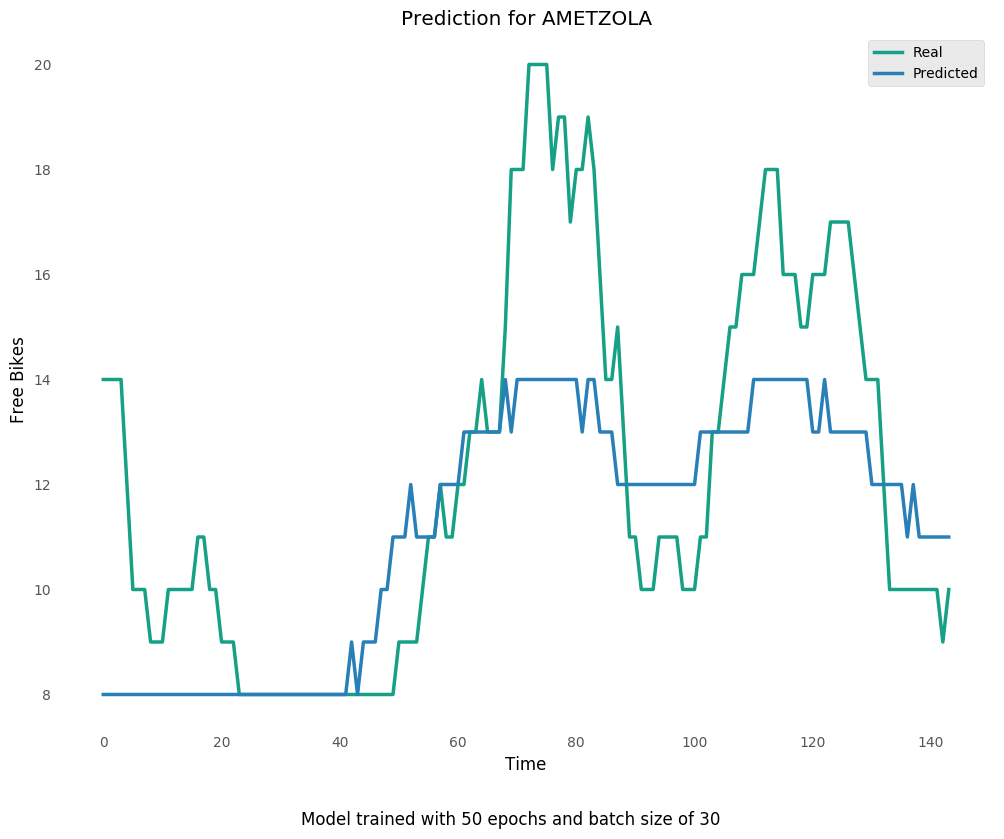 Prediction for AMETZOLA
Real
Predicted
20
18
16
14
12
10
8
Free Bikes
0 20 40 60 80 100 120 140
Time
Model trained with 50 epochs and batch size of 30